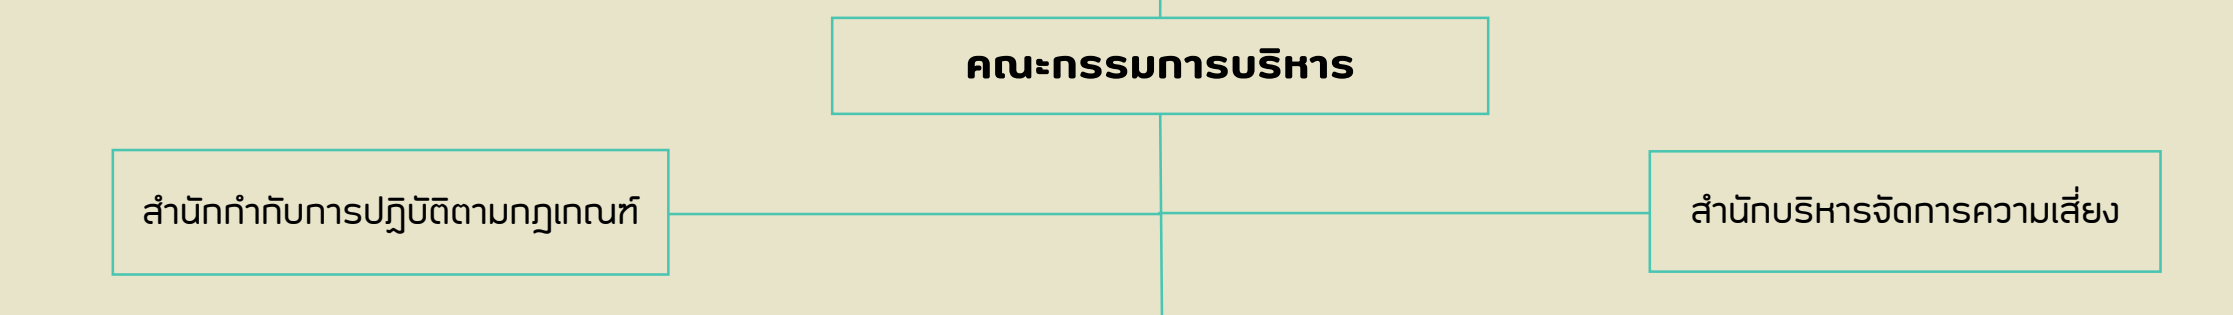 คณะกรรมการบริหาร
สำนักกำกับการปฏิบัติตามกฎเกณฑ์
สำนักบริหารจัดการความเสี่ยง